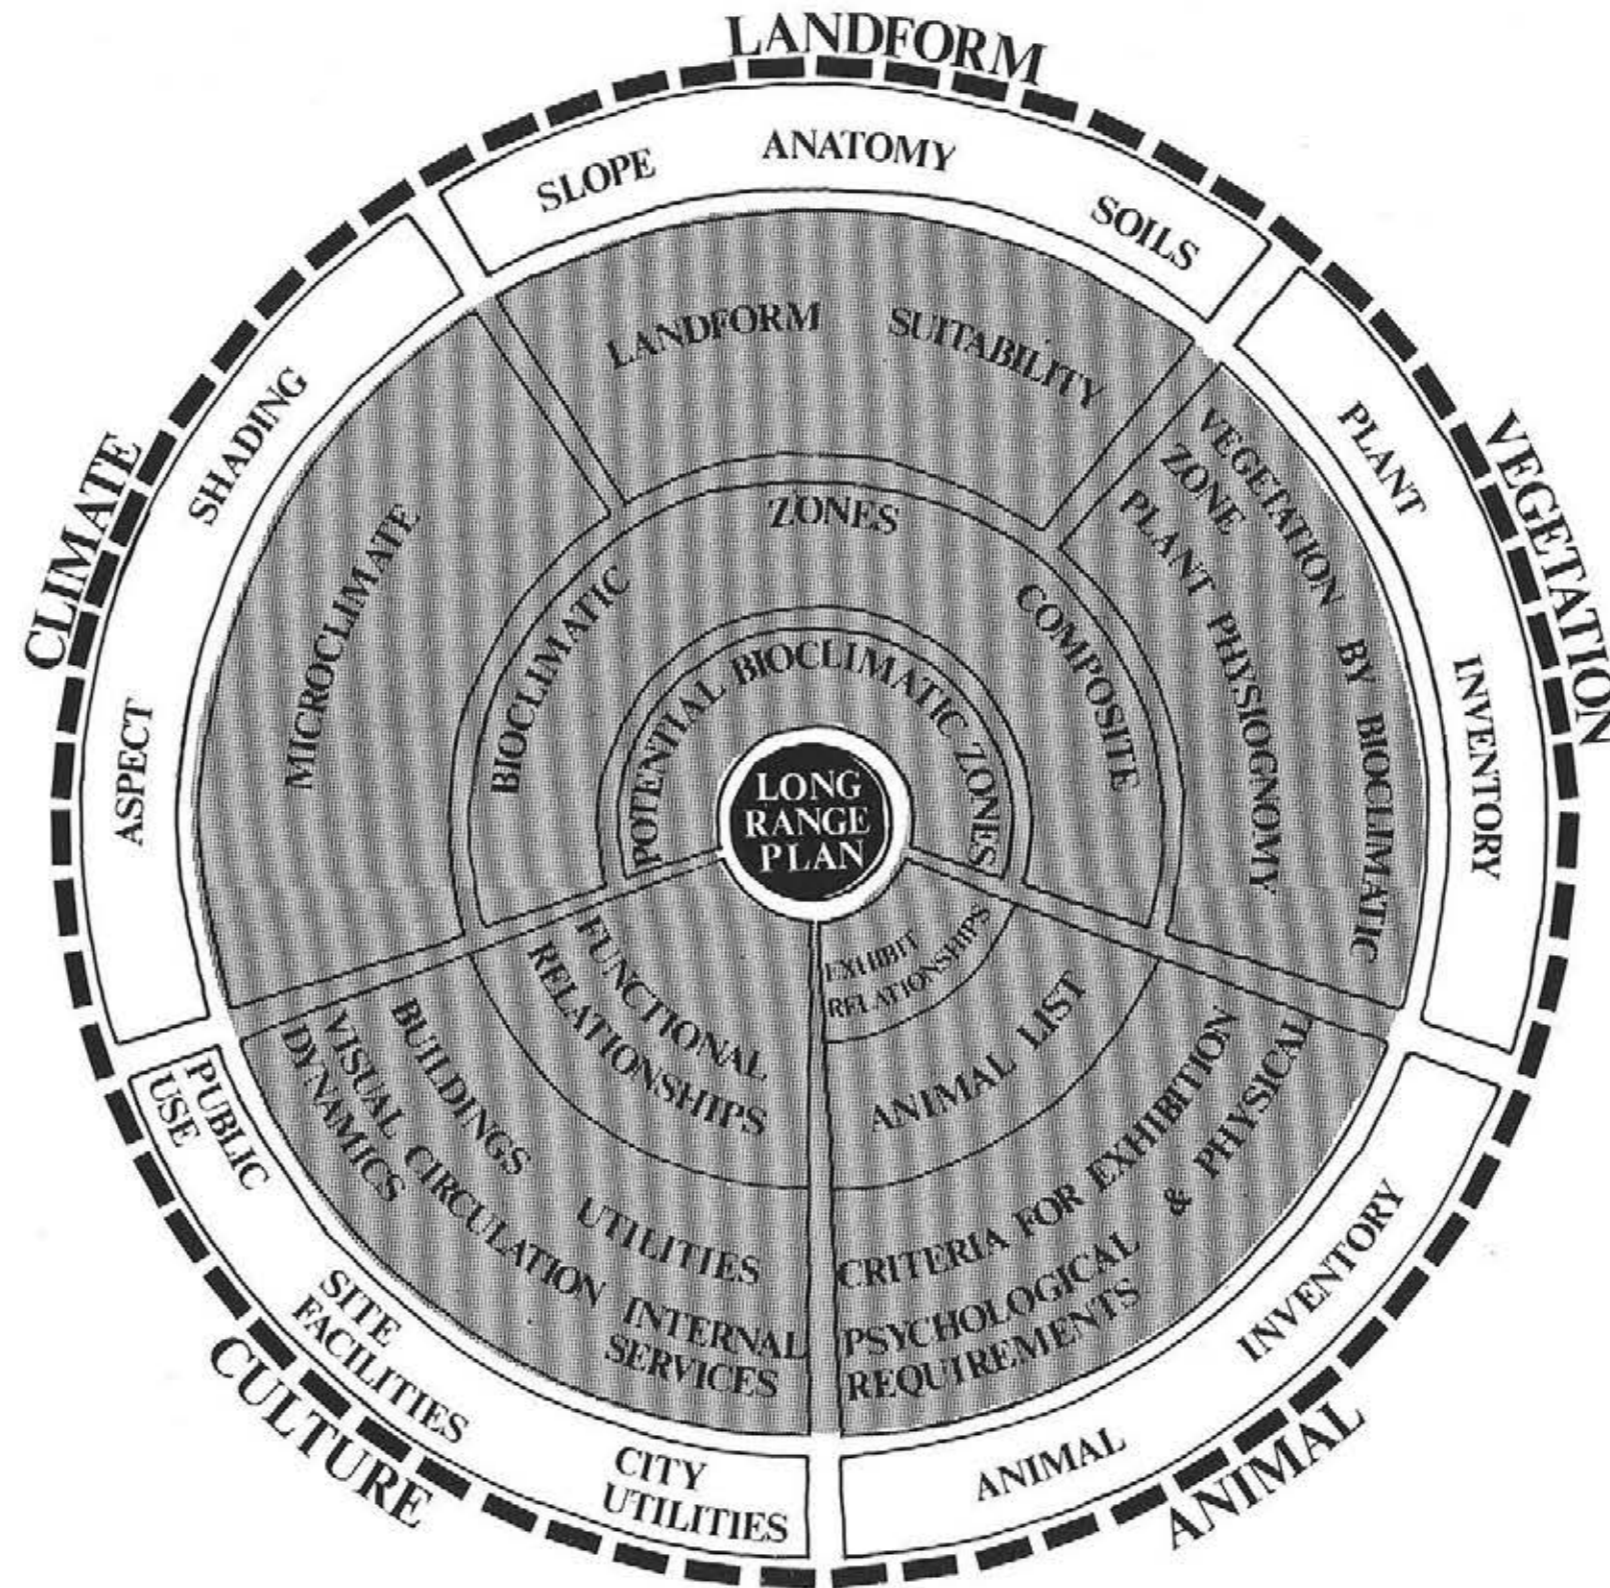 LANDFORM
SLOPE ANATOMY SOILS
LANDFORM SUITABILITY
CLIMATE
ASPECT SHADING
MICROCLIMATE
VEGETATION
PLANT INVENTORY
VEGETATION BY BIOCLIMATIC
ZONE
PLANT PHYSIOGNOMY
BIOCLIMATIC ZONES COMPOSITE
POTENTIAL BIOCLIMATIC ZONES
LONG
RANGE
PLAN
FUNCTIONAL
RELATIONSHIPS
EXHIBIT
RELATIONSHIPS
ANIMAL LIST
BUILDINGS UTILITIES
VISUAL CIRCULATION INTERNAL
DYNAMICS SERVICES
CRITERIA FOR EXHIBITION
PSYCHOLOGICAL & PHYSICAL
REQUIREMENTS
PUBLIC
USE
SITE
FACILITIES
CITY
UTILITIES
CULTURE
ANIMAL INVENTORY
ANIMAL